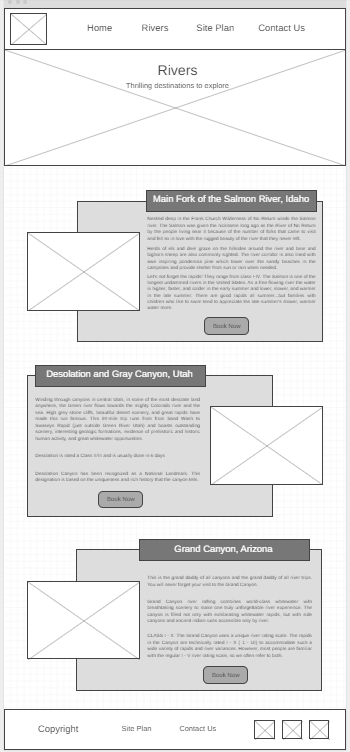 Home Rivers Site Plan Contact Us
Rivers
Thrilling destinations to explore
Main Fork of the Salmon River, Idaho
Nestled deep in the Frank Church Wilderness of No Return winds the Salmon
river. The Salmon was given the nickname long ago as the River of No Return
by the people living near it because of the number of folks that came to visit
and fell so in love with the rugged beauty of the river that they never left.
Herds of elk and deer graze on the hillsides around the river and bear and
bighorn sheep are also commonly sighted. The river corridor is also lined with
awe inspiring ponderosa pine which tower over the sandy beaches in the
campsites and provide shelter from sun or rain when needed.
Let's not forget the rapids! They range from class I-IV. The Salmon is one of the
largest undammed rivers in the United States. As a free flowing river the water
is higher, faster, and colder in the early summer and lower, slower, and warmer
in the late summer. There are good rapids all summer...but families with
children who like to swim tend to appreciate the late summer's slower, warmer
water more.
Book Now
Desolation and Gray Canyon, Utah
Winding through canyons in central Utah, in some of the most desolate land
anywhere, the Green river flows towards the mighty Colorado river and the
sea. High grey stone cliffs, beautiful desert scenery, and great rapids have
made this run famous. This 84-mile trip runs from from Sand Wash to
Swaseys Rapid (just outside Green River Utah) and boasts outstanding
scenery, interesting geologic formations, evidence of prehistoric and historic
human activity, and great whitewater opportunities.
Desolation is rated a Class II/III and is usually done in 5 days
Desolation Canyon has been recognized as a National Landmark. This
designation is based on the uniqueness and rich history that the canyon tells.
Book Now
Grand Canyon, Arizona
This is the grand daddy of all canyons and the grand daddy of all river trips.
You will never forget your visit to the Grand Canyon.
Grand Canyon river rafting combines world-class whitewater with
breathtaking scenery to make one truly unforgettable river experience. The
canyon is filled not only with exhilarating whitewater rapids, but with side
canyons and ancient Indian ruins accessible only by river.
CLASS I - X. The Grand Canyon uses a unique river rating scale. The rapids
in the Canyon are technically rated I - X ( 1 - 10) to accommodate such a
wide variety of rapids and river variances. However, most people are familiar
with the regular I - V river rating scale, so we often refer to both.
Book Now
Copyright Site Plan Contact Us